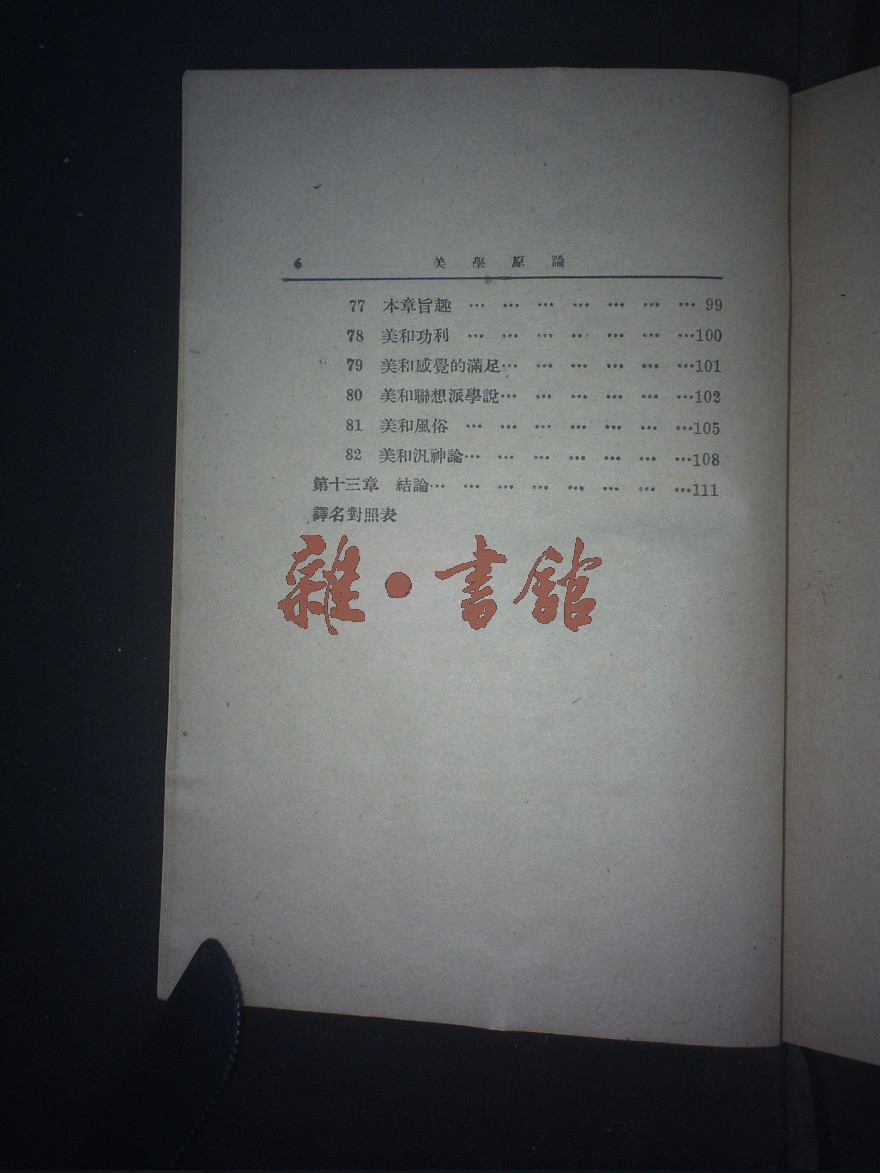 6 美學原論
77 本章旨趣 … … … … … … … 99
78 美和功利 … … … … … … …100
79 美和感覺的滿足… … … … … …101
80 美和聯想派學說… … … … … …102
81 美和風俗 … … … … … … …105
82 美和汎神論… … … … … … …108
第十三章 結論… … … … … … … …111
譯名對照表
雜·書館